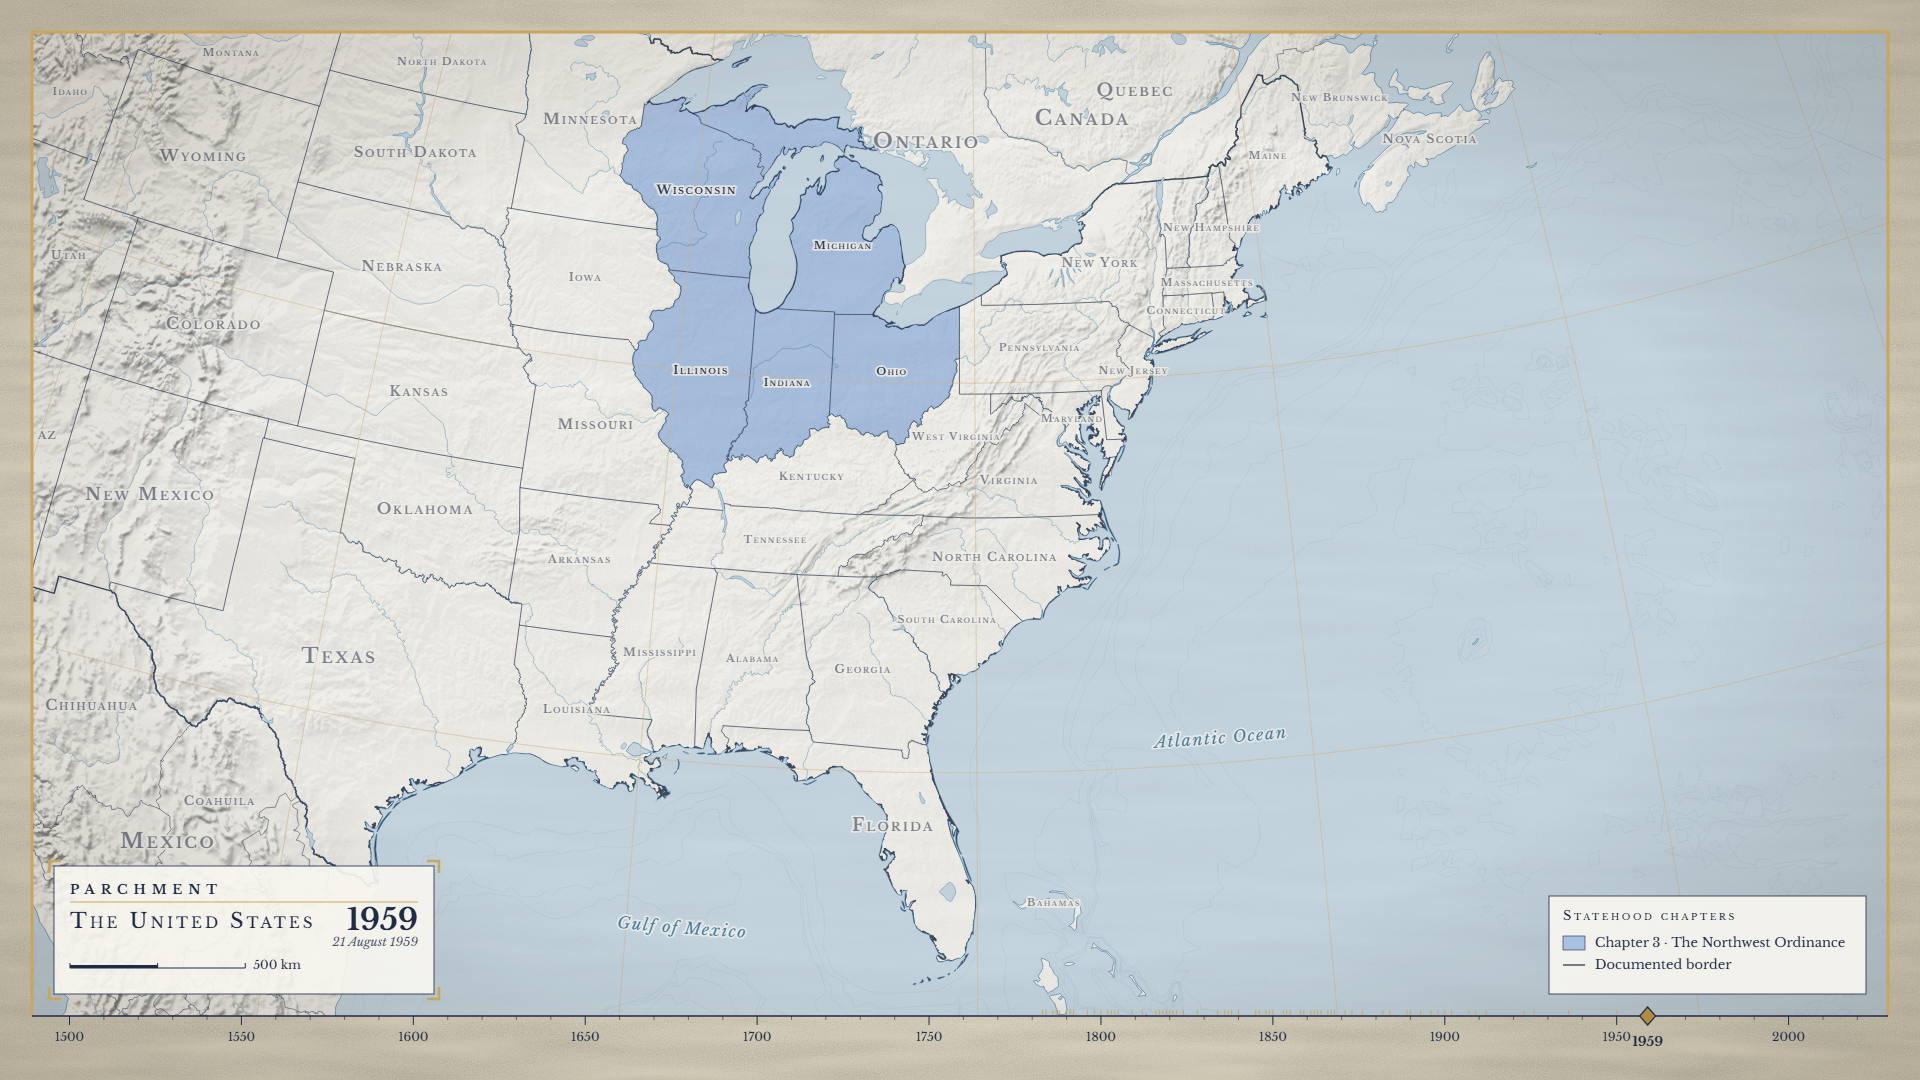 Montana
North Dakota
Idaho
Minnesota
Quebec
Canada
New Brunswick
Nova Scotia
Ontario
Maine
Wyoming
South Dakota
Wisconsin
New Hampshire
Michigan
Utah
Nebraska
Iowa
New York
Massachusetts
Connecticut
Colorado
Pennsylvania
Illinois
Indiana
Ohio
New Jersey
Kansas
Missouri
Maryland
AZ
West Virginia
Kentucky
Virginia
New Mexico
Oklahoma
Tennessee
Arkansas
North Carolina
South Carolina
Texas
Mississippi
Alabama
Georgia
Chihuahua
Louisiana
Atlantic Ocean
Coahuila
Mexico
Florida
Bahamas
Gulf of Mexico
PARCHMENT
The United States 1959
21 August 1959
500 km
Statehood chapters
Chapter 3 · The Northwest Ordinance
Documented border
1500 1550 1600 1650 1700 1750 1800 1850 1900 1950 1959 2000